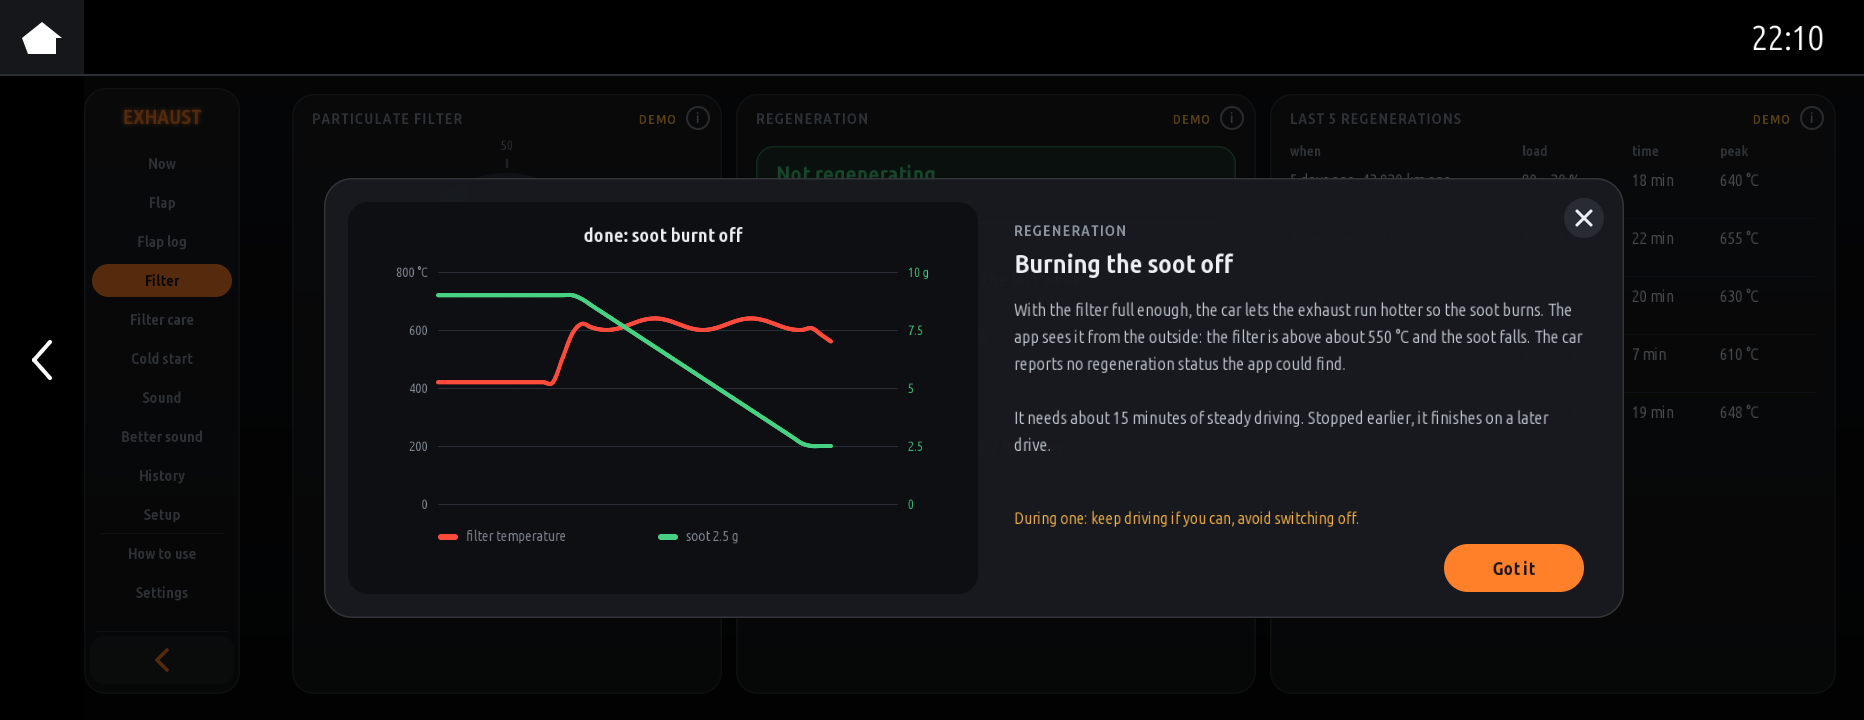 22:10
EXHAUST
Now
Flap
Flap log
Filter
Filter care
Cold start
Sound
Better sound
History
Setup
How to use
Settings
PARTICULATE FILTER
DEMO
i
50
REGENERATION
DEMO
i
Not regenerating
LAST 5 REGENERATIONS
DEMO
i
when load time peak
18 min 640 °C
22 min 655 °C
20 min 630 °C
7 min 610 °C
19 min 648 °C
done: soot burnt off
800 °C 10 g
600 7.5
400 5
200 2.5
0 0
filter temperature soot 2.5 g
REGENERATION
Burning the soot off
With the filter full enough, the car lets the exhaust run hotter so the soot burns. The
app sees it from the outside: the filter is above about 550 °C and the soot falls. The car
reports no regeneration status the app could find.
It needs about 15 minutes of steady driving. Stopped earlier, it finishes on a later
drive.
During one: keep driving if you can, avoid switching off.
Got it